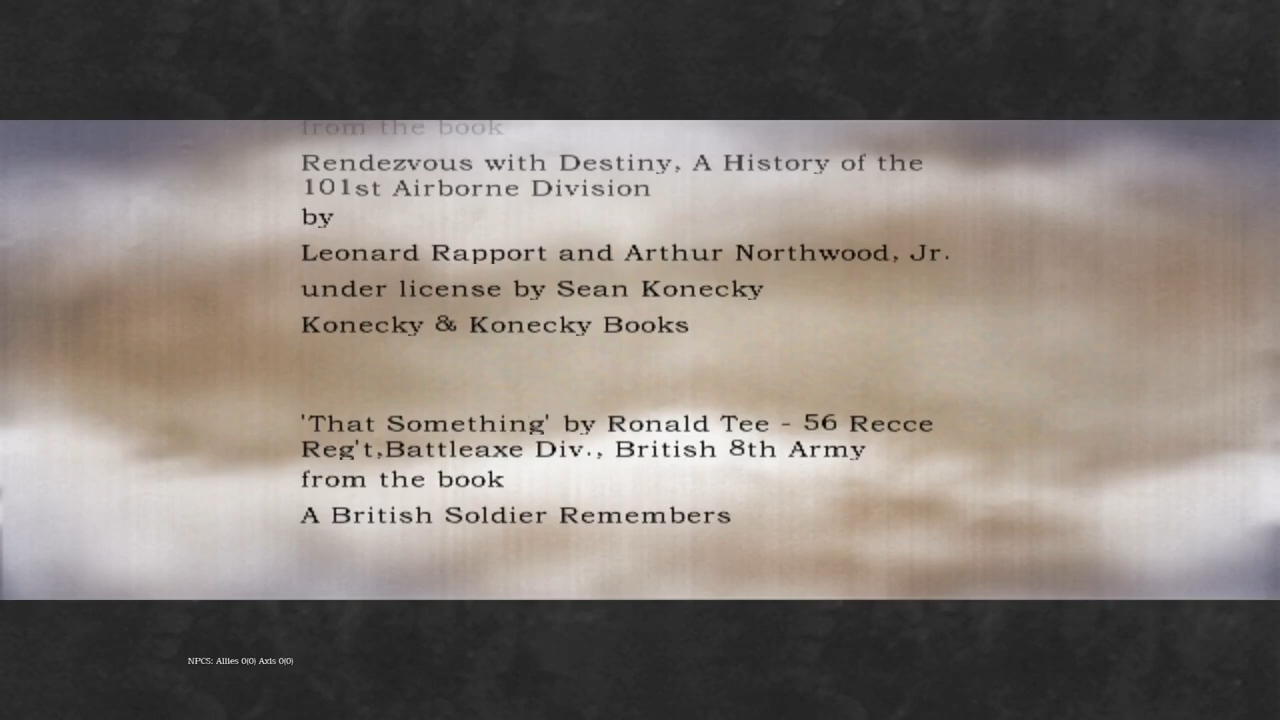 from the book
Rendezvous with Destiny, A History of the
101st Airborne Division
by
Leonard Rapport and Arthur Northwood, Jr.
under license by Sean Konecky
Konecky & Konecky Books
'That Something' by Ronald Tee - 56 Recce
Reg't,Battleaxe Div., British 8th Army
from the book
A British Soldier Remembers
NPCS: Allies 0(0) Axis 0(0)